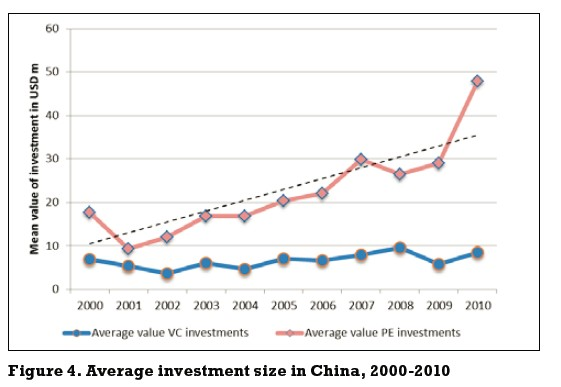 60
50
40
30
20
10
0
Mean value of investment in USD m
2000 2001 2002 2003 2004 2005 2006 2007 2008 2009 2010
Average value VC investments Average value PE investments
Figure 4. Average investment size in China, 2000-2010